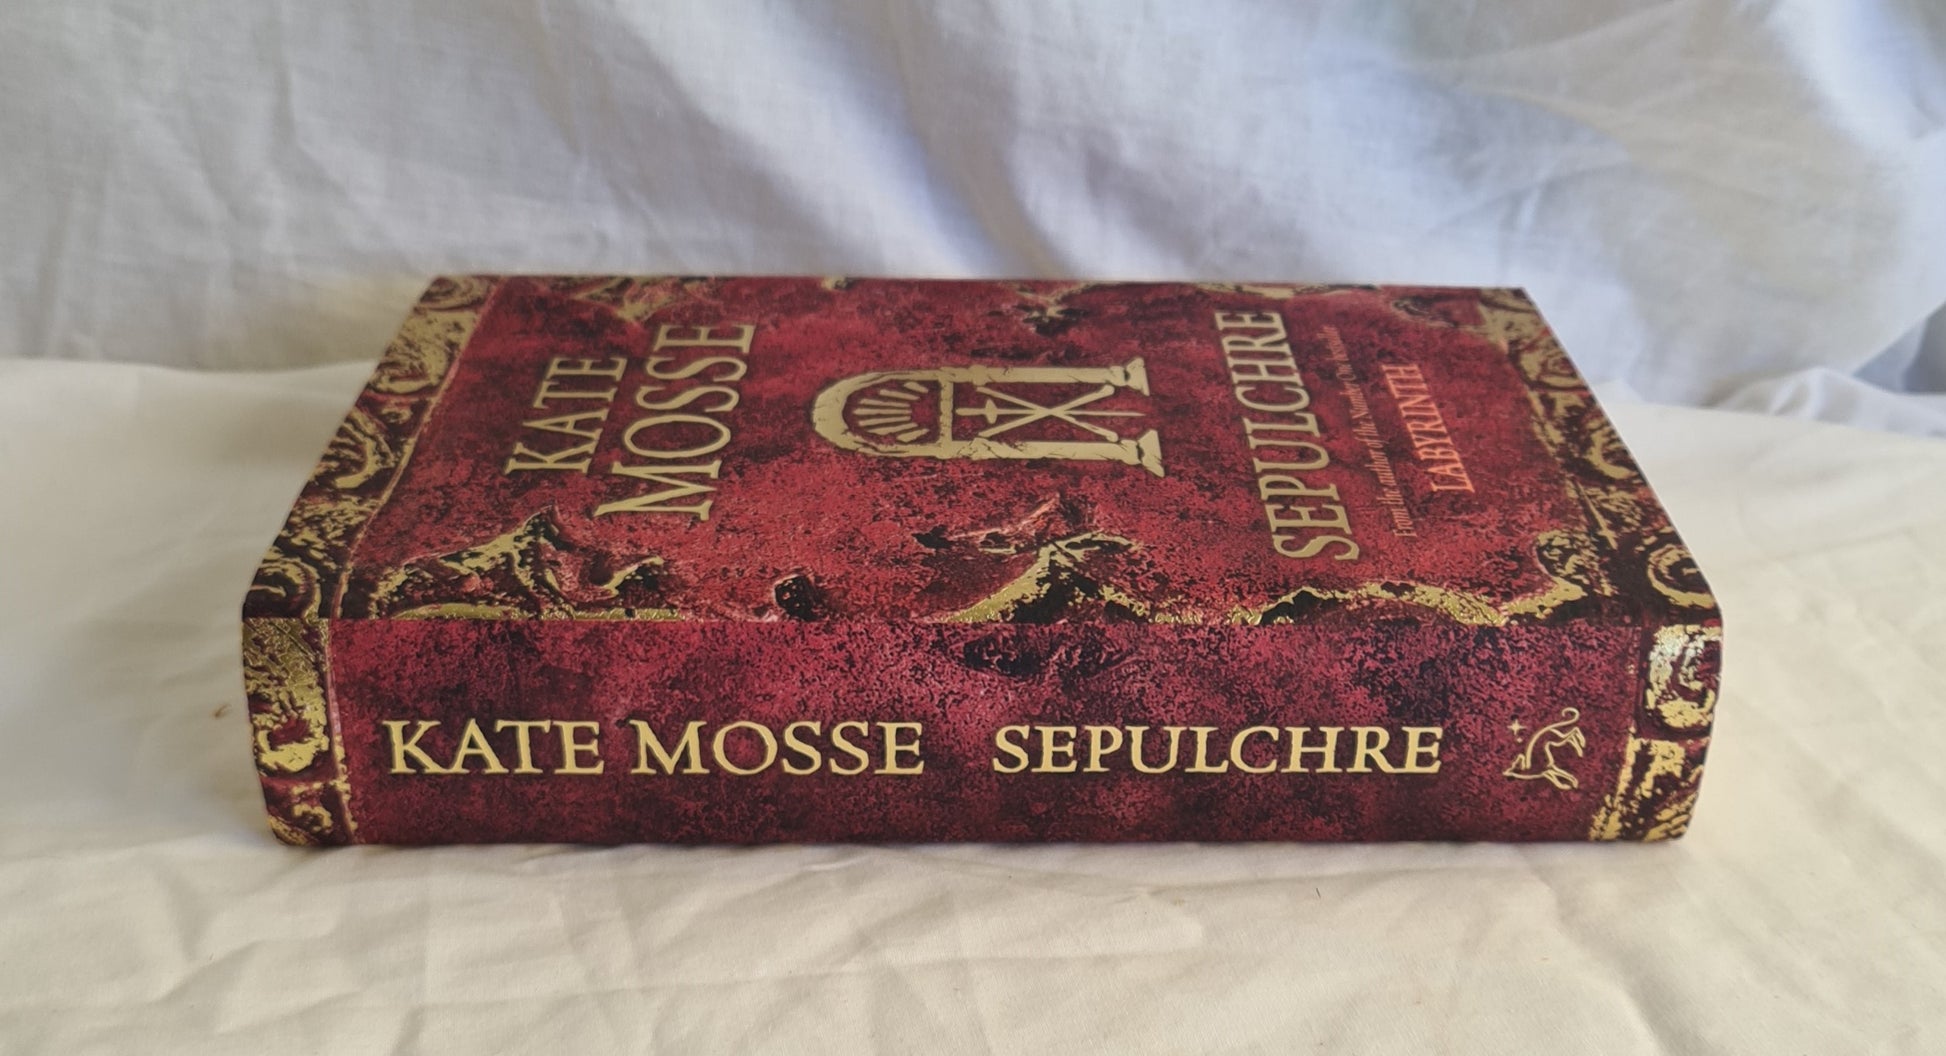 KATE
MOSSE
SEPULCHRE
From the author of the Number One bestseller
LABYRINTH
KATE MOSSE SEPULCHRE